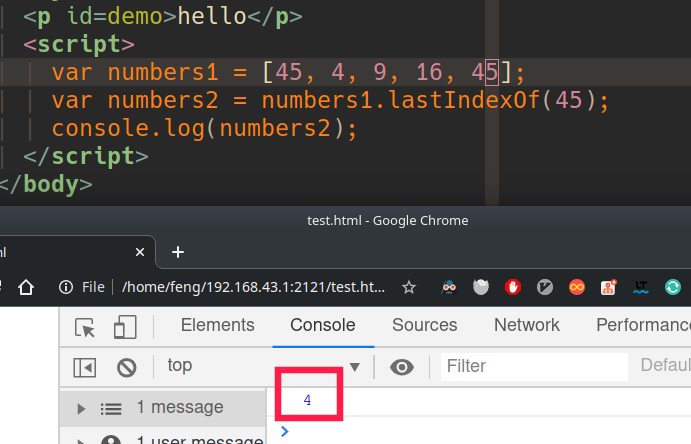 <p id=demo>hello</p>
<script>
var numbers1 = [45, 4, 9, 16, 45];
var numbers2 = numbers1.lastIndexOf(45);
console.log(numbers2);
</script>
</body>
test.html - Google Chrome
File /home/feng/192.168.43.1:2121/test.ht...
Elements Console Sources Network Performance
top Filter Defau
1 message 4
1 user message